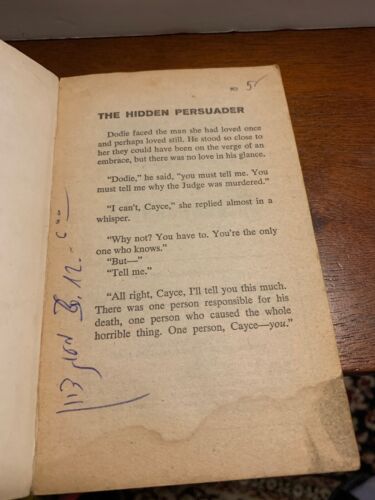 5-
THE HIDDEN PERSUADER
Dodie faced the man she had loved once
and perhaps loved still. He stood so close to
her they could have been on the verge of an
embrace, but there was no love in his glance.
"Dodie," he said, "you must tell me. You
must tell me why the Judge was murdered."
"I can't, Cayce," she replied almost in a
whisper.
"Why not? You have to. You're the only
one who knows."
"But—"
"Tell me."
"All right, Cayce, I'll tell you this much.
There was one person responsible for his
death, one person who caused the whole
horrible thing. One person, Cayce—you."